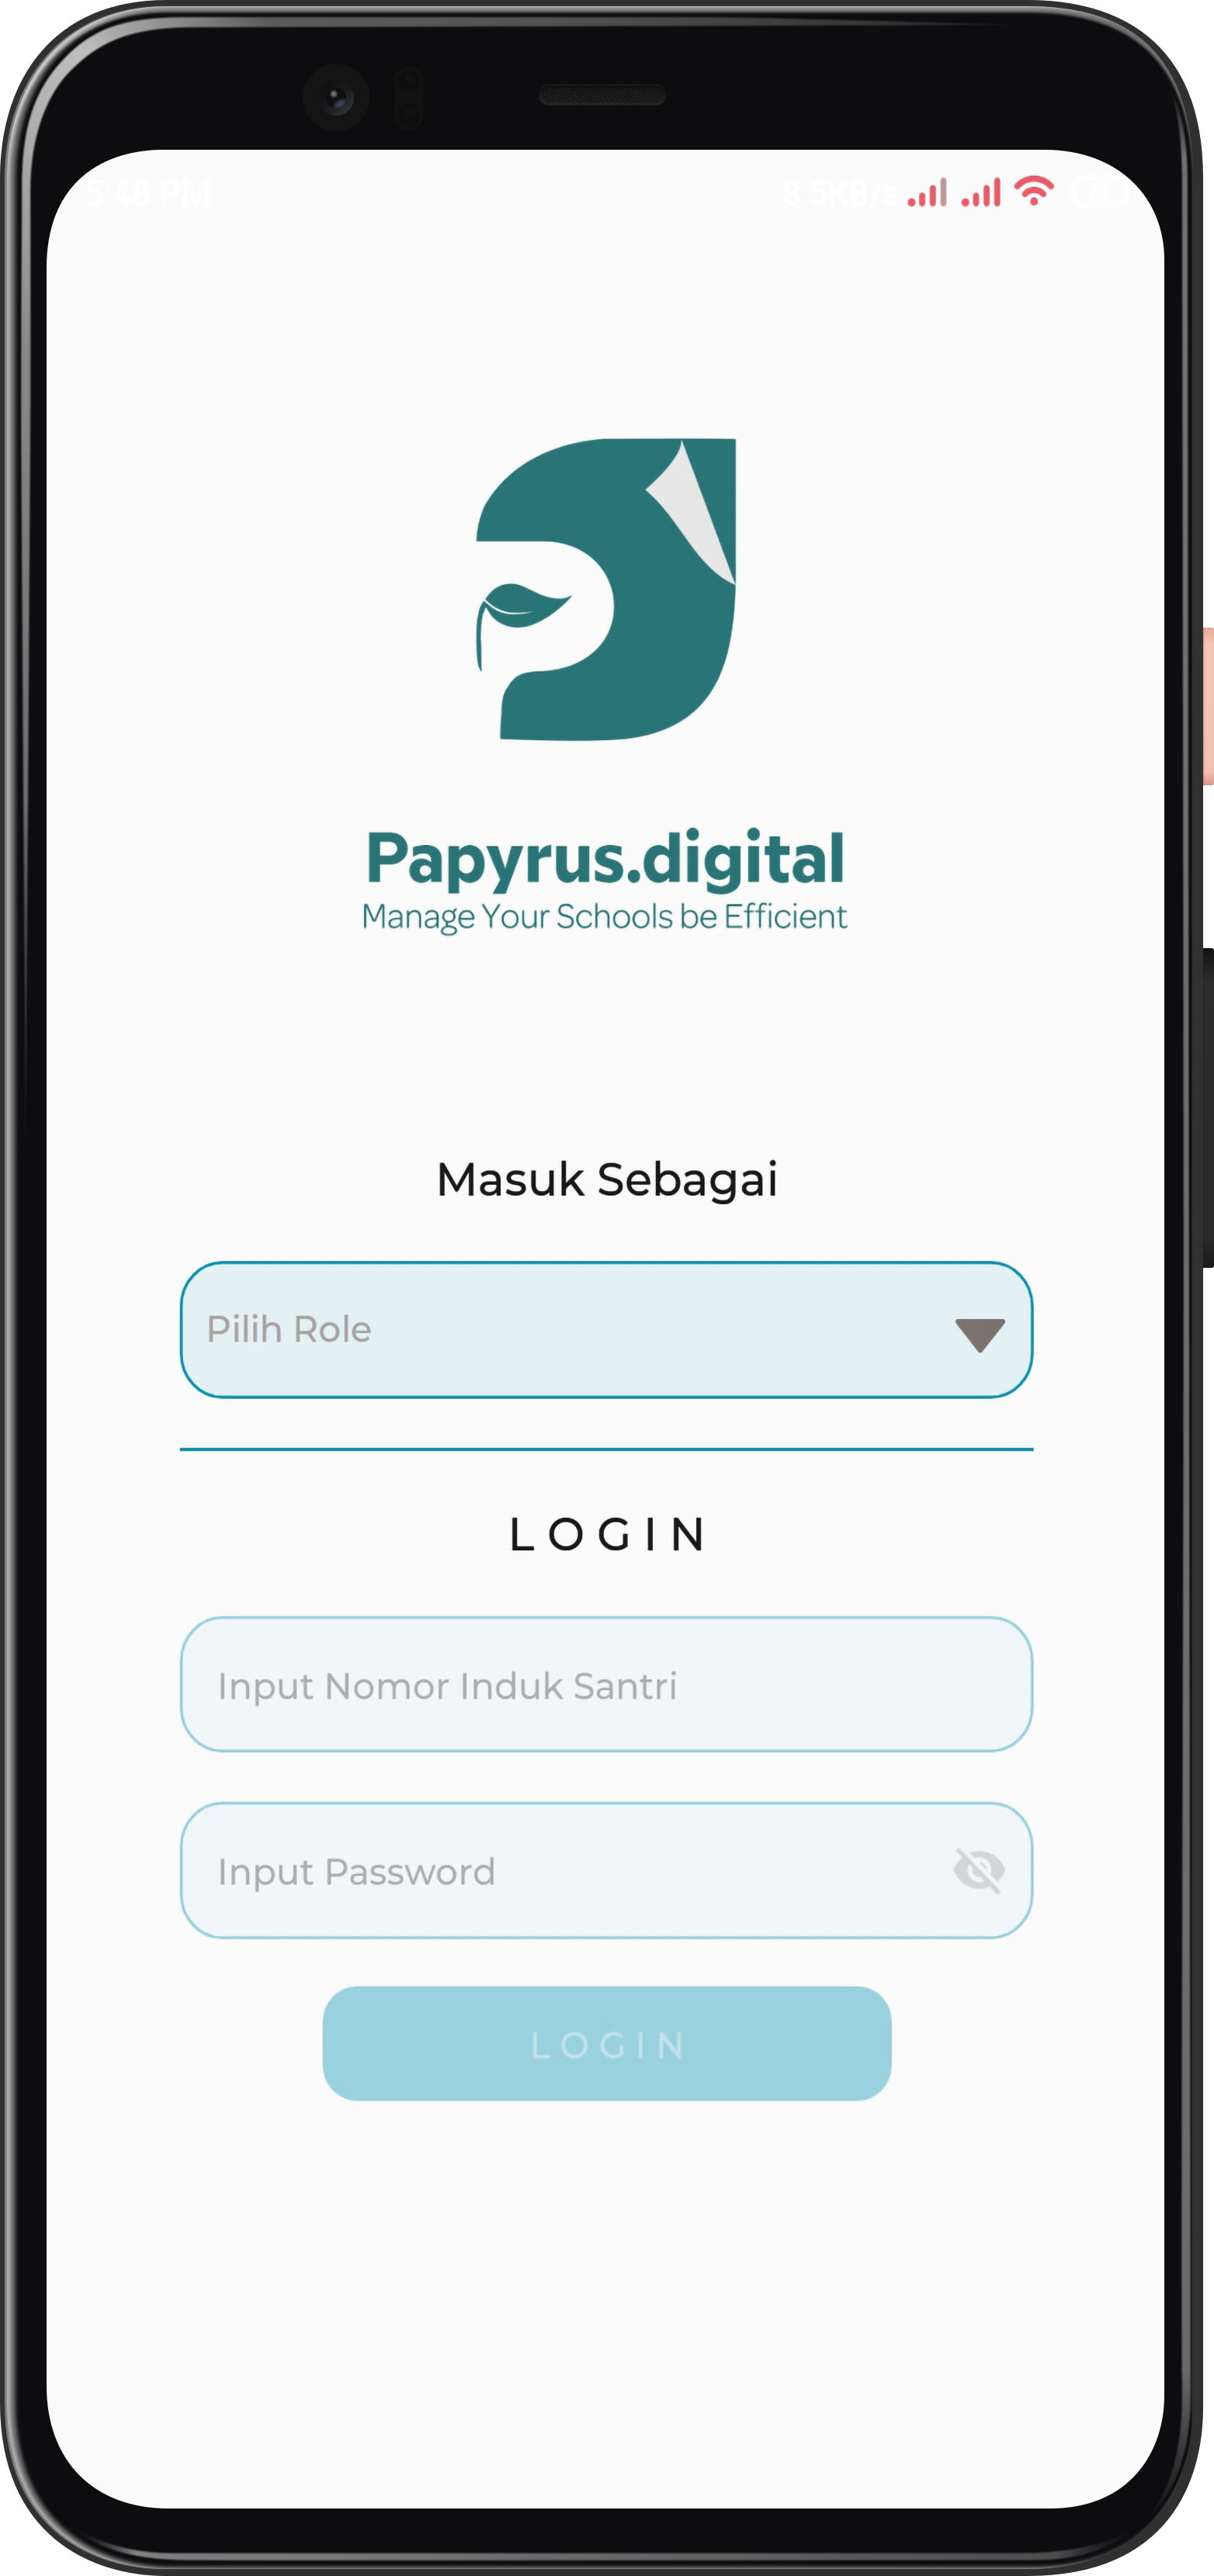 5:48 PM 8.5KB/s 77
Papyrus.digital
Manage Your Schools be Efficient
Masuk Sebagai
Pilih Role
LOGIN
Input Nomor Induk Santri
Input Password
LOGIN